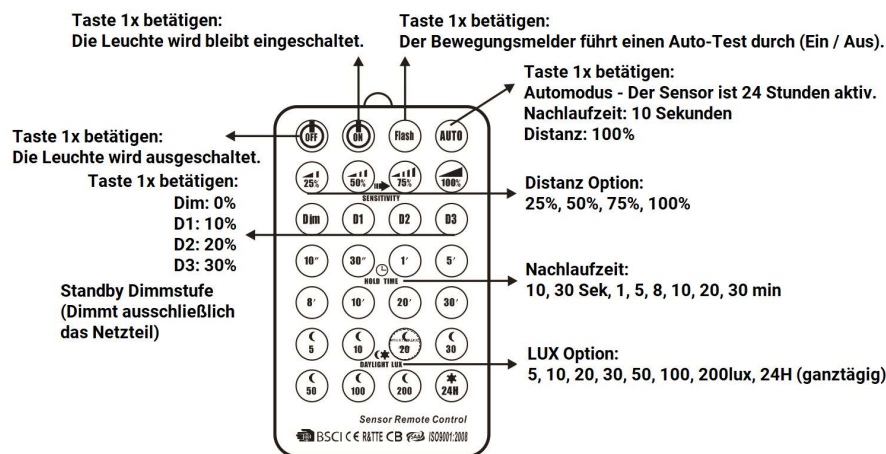 Taste 1x betätigen:
Die Leuchte wird bleibt eingeschaltet.
Taste 1x betätigen:
Der Bewegungsmelder führt einen Auto-Test durch (Ein / Aus).
Taste 1x betätigen:
Automodus - Der Sensor ist 24 Stunden aktiv.
Nachlaufzeit: 10 Sekunden
Distanz: 100%
Taste 1x betätigen:
Die Leuchte wird ausgeschaltet.
Taste 1x betätigen:
Dim: 0%
D1: 10%
D2: 20%
D3: 30%
Standby Dimmstufe
(Dimmt ausschließlich
das Netzteil)
Distanz Option:
25%, 50%, 75%, 100%
Nachlaufzeit:
10, 30 Sek, 1, 5, 8, 10, 20, 30 min
LUX Option:
5, 10, 20, 30, 50, 100, 200lux, 24H (ganztägig)
OFF ON Flash AUTO
25% 50% 75% 100%
SENSITIVITY
Dim D1 D2 D3
10" 30" 1' 5'
HOLD TIME
8' 10' 20' 30'
5 10 20 30
DAYLIGHT LUX
50 100 200 24H
Sensor Remote Control
BSCI CE R&TTE CB ISO9001:2008